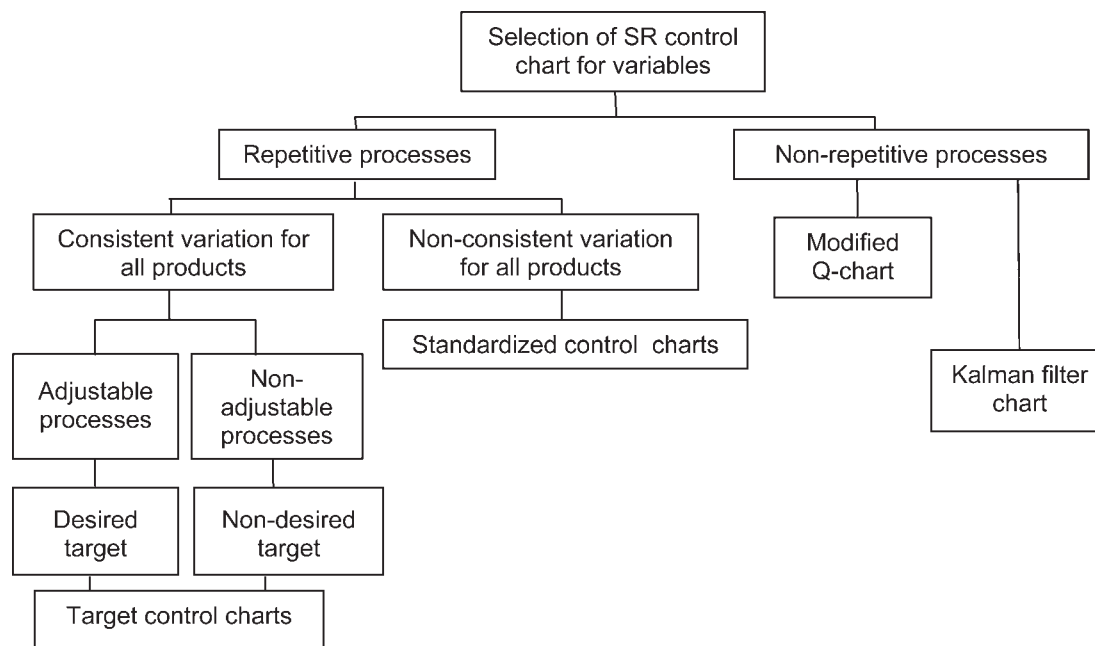 Selection of SR control
chart for variables
Repetitive processes
Non-repetitive processes
Consistent variation for
all products
Non-consistent variation
for all products
Modified
Q-chart
Standardized control charts
Adjustable
processes
Non-
adjustable
processes
Kalman filter
chart
Desired
target
Non-desired
target
Target control charts